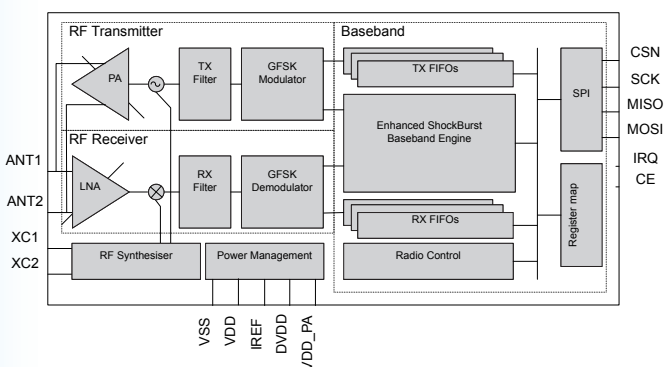 RF Transmitter
Baseband
PA
TX
Filter
GFSK
Modulator
TX FIFOs
SPI
CSN
SCK
MISO
MOSI
Enhanced ShockBurst
Baseband Engine
RF Receiver
ANT1
ANT2
LNA
RX
Filter
GFSK
Demodulator
RX FIFOs
Register map
IRQ
CE
XC1
XC2
RF Synthesiser
Power Management
Radio Control
VSS
VDD
IREF
DVDD
VDD_PA